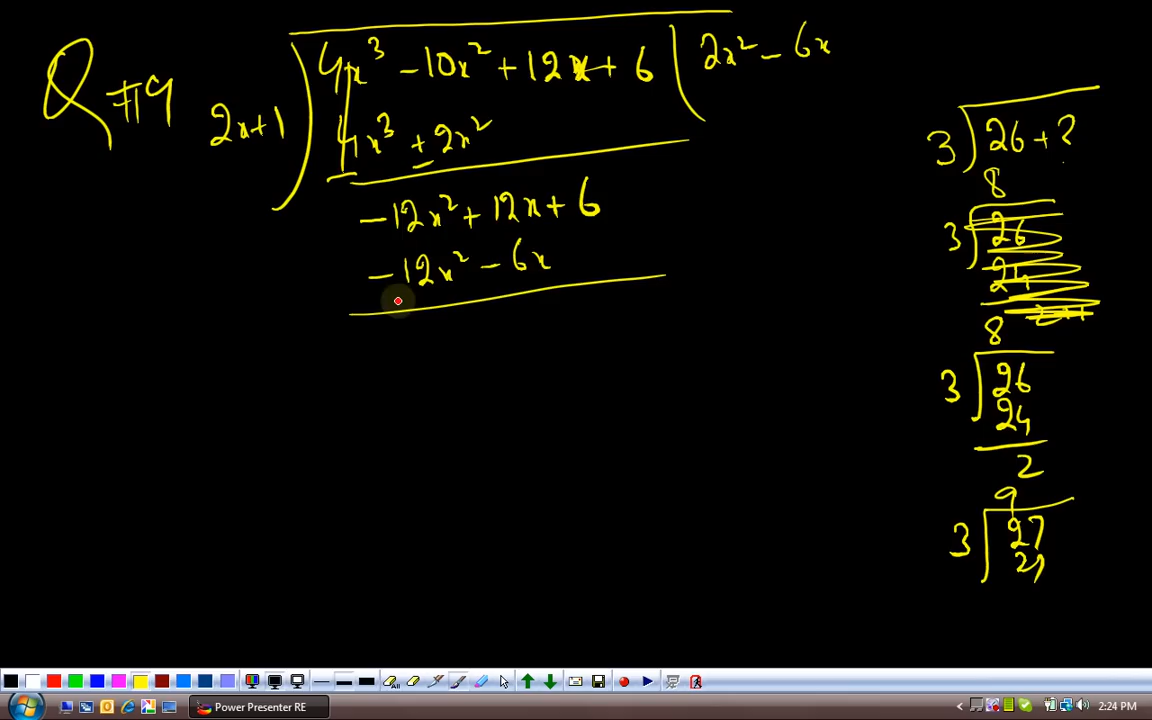 Q #9
2x+1 ) 4x³ - 10x² + 12x + 6 ( 2x² - 6x
4x³ + 2x²
-12x² + 12x + 6
-12x² - 6x
3 ) 26 + ?
8
3 ) 26
24
8
3 26
24
2
9
3 27
27
Power Presenter RE
2:24 PM